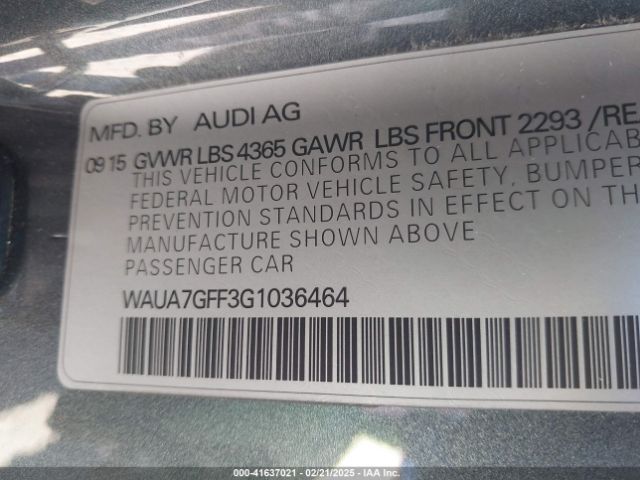 MFD. BY AUDI AG
09 15 GVWR LBS 4365 GAWR LBS FRONT 2293 /REA
THIS VEHICLE CONFORMS TO ALL APPLICAB
FEDERAL MOTOR VEHICLE SAFETY, BUMPER
PREVENTION STANDARDS IN EFFECT ON TH
MANUFACTURE SHOWN ABOVE
PASSENGER CAR
WAUA7GFF3G1036464
000-41637021 - 02/21/2025 - IAA Inc.